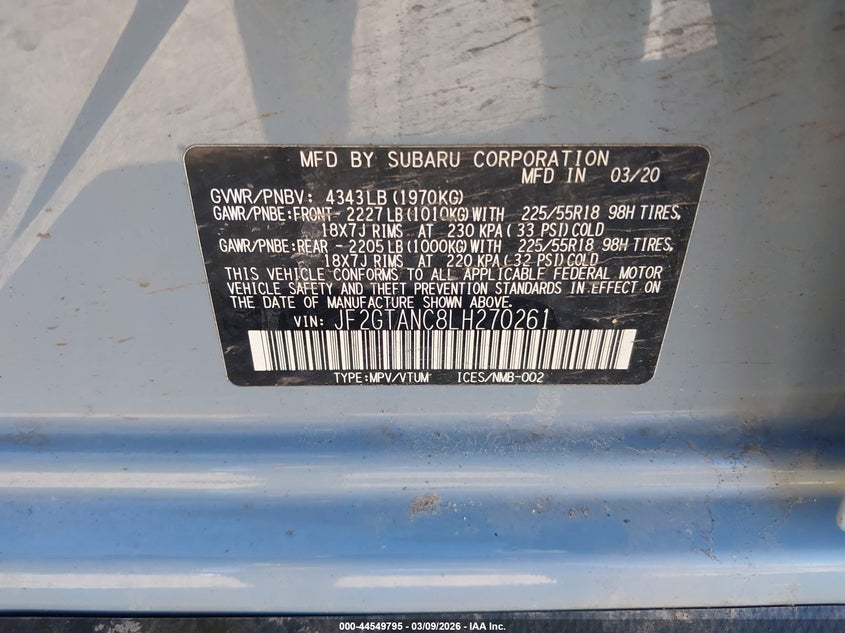 MFD BY SUBARU CORPORATION
MFD IN 03/20
GVWR/PNBV: 4343LB (1970KG)
GAWR/PNBE:FRONT- 2227 LB (1010KG) WITH 225/55R18 98H TIRES,
18X7J RIMS AT 230 KPA ( 33 PSI) COLD
GAWR/PNBE:REAR - 2205 LB (1000KG) WITH 225/55R18 98H TIRES,
18X7J RIMS AT 220 KPA ( 32 PSI) COLD
THIS VEHICLE CONFORMS TO ALL APPLICABLE FEDERAL MOTOR
VEHICLE SAFETY AND THEFT PREVENTION STANDARDS IN EFFECT ON
THE DATE OF MANUFACTURE SHOWN ABOVE.
VIN: JF2GTANC8LH270261
TYPE:MPV/VTUM ICES/NMB-002
000-44549795 - 03/09/2026 - IAA Inc.